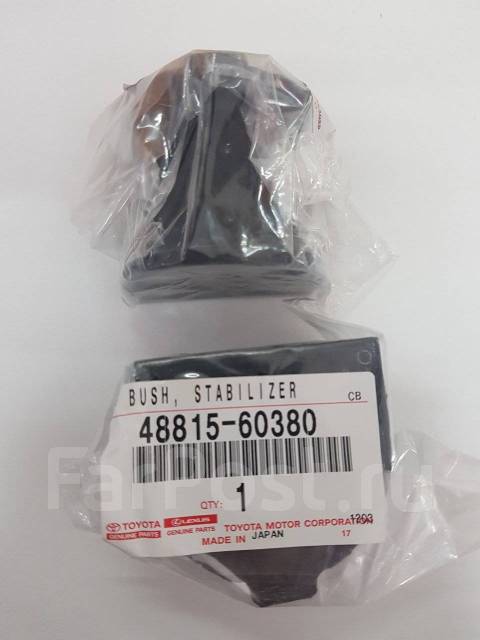 BUSH, STABILIZER CB
48815-60380
FarPost.ru
QTY: 1
1203
TOYOTA LEXUS TOYOTA MOTOR CORPORATION
GENUINE PARTS GENUINE PARTS MADE IN JAPAN 17